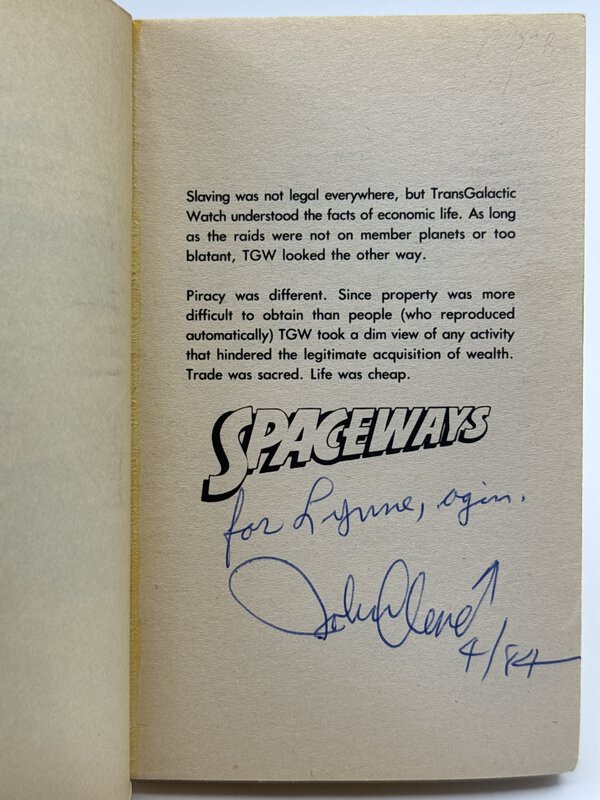 Slaving was not legal everywhere, but TransGalactic
Watch understood the facts of economic life. As long
as the raids were not on member planets or too
blatant, TGW looked the other way.
Piracy was different. Since property was more
difficult to obtain than people (who reproduced
automatically) TGW took a dim view of any activity
that hindered the legitimate acquisition of wealth.
Trade was sacred. Life was cheap.
SPACEWAYS
for Lynne, agin.
John Cleve
4/84